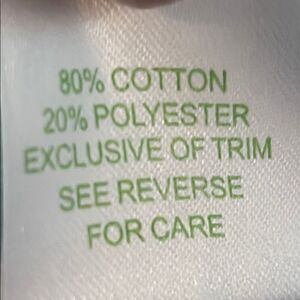 80% COTTON
20% POLYESTER
EXCLUSIVE OF TRIM
SEE REVERSE
FOR CARE